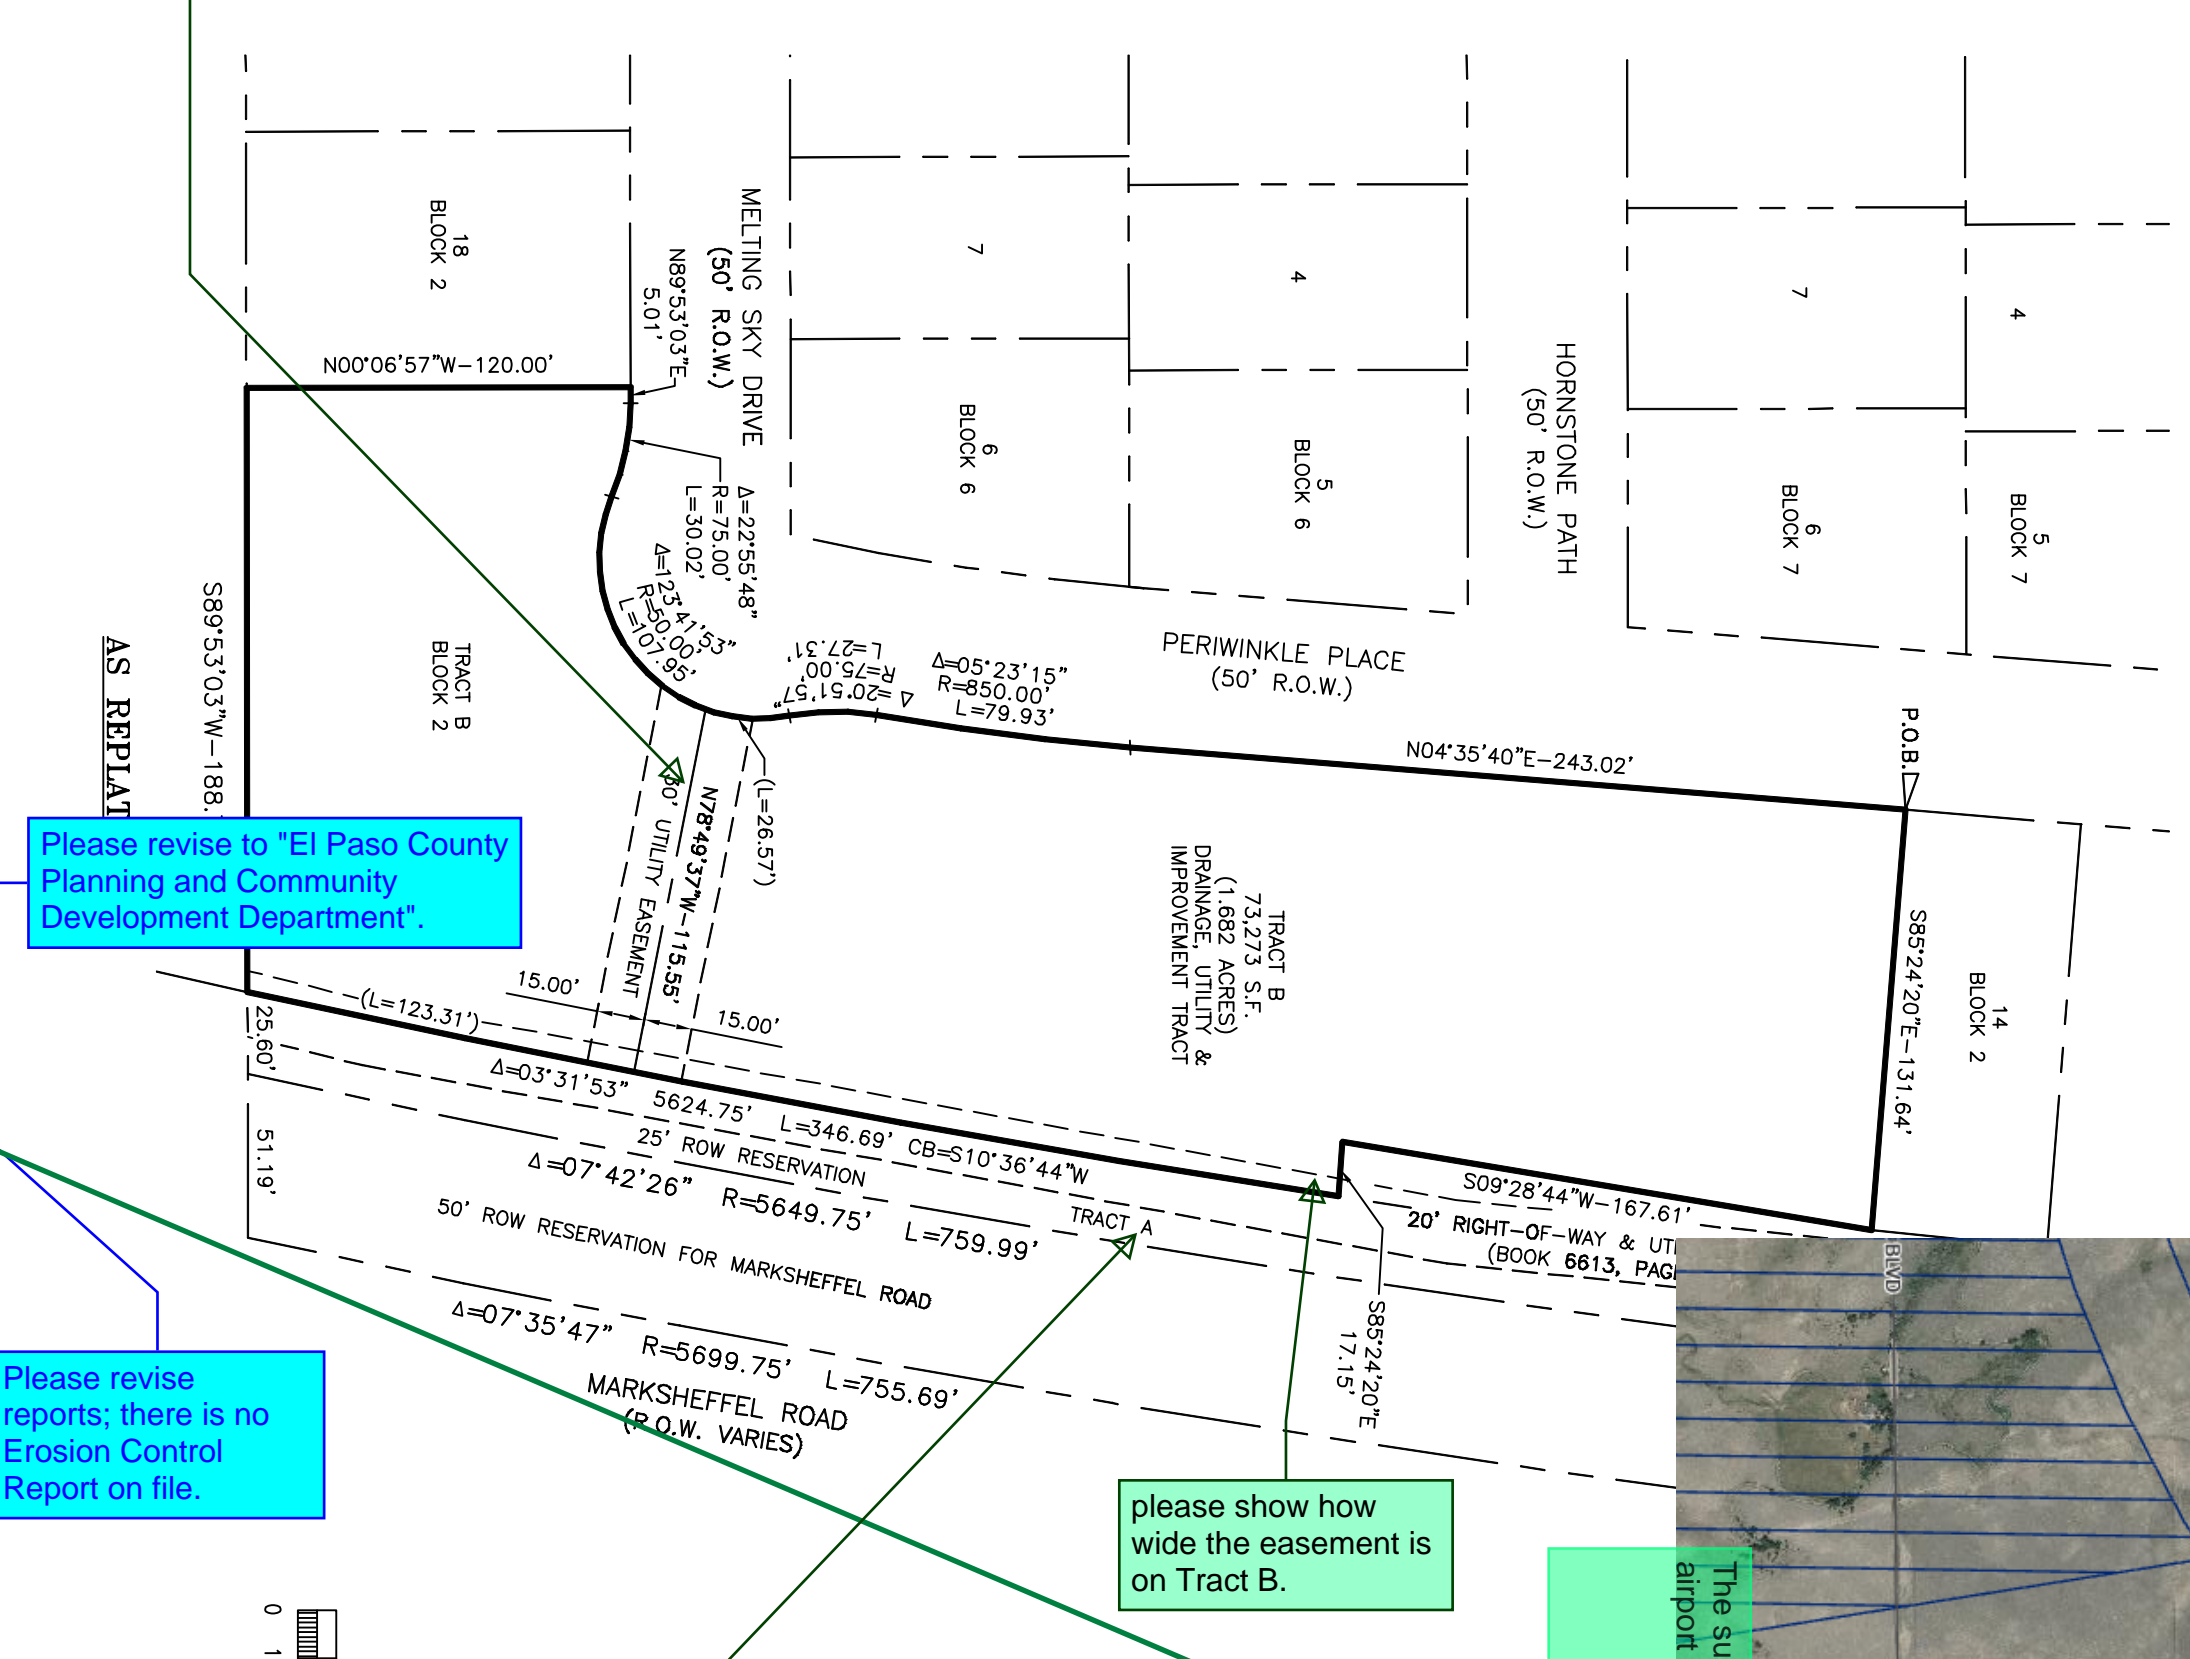 18
BLOCK 2
MELTING SKY DRIVE
(50' R.O.W.)
N89°53'03"E
5.01'
7
4
7
4
HORNSTONE PATH
(50' R.O.W.)
N00°06'57"W-120.00'
6
BLOCK 6
5
BLOCK 6
6
BLOCK 7
5
BLOCK 7
Δ=22°55'48"
R=75.00'
L=30.02'
Δ=123°41'53"
R=50.00'
L=107.95'
Δ=20°51'57"
R=75.00'
L=27.31'
Δ=05°23'15"
R=850.00'
L=79.93'
PERIWINKLE PLACE
(50' R.O.W.)
N04°35'40"E-243.02'
P.O.B.
S89°53'03"W-188.
AS REPLAT
TRACT B
BLOCK 2
(L=26.57')
30' UTILITY EASEMENT
N78°49'37"W-115.55'
TRACT B
73,273 S.F.
(1.682 ACRES)
DRAINAGE, UTILITY &
IMPROVEMENT TRACT
S85°24'20"E-131.64'
14
BLOCK 2
Please revise to "El Paso County
Planning and Community
Development Department".
15.00'
15.00'
(L=123.31')
25.60'
51.19'
Δ=03°31'53" 5624.75' L=346.69' CB=S10°36'44"W
25' ROW RESERVATION
Δ=07°42'26" R=5649.75' L=759.99'
TRACT A
50' ROW RESERVATION FOR MARKSHEFFEL ROAD
Δ=07°35'47" R=5699.75' L=755.69'
MARKSHEFFEL ROAD
(R.O.W. VARIES)
S09°28'44"W-167.61'
20' RIGHT-OF-WAY & UTI
(BOOK 6613, PAGE
S85°24'20"E
17.15'
BLVD
Please revise
reports; there is no
Erosion Control
Report on file.
please show how
wide the easement is
on Tract B.
The su
airport
0
1